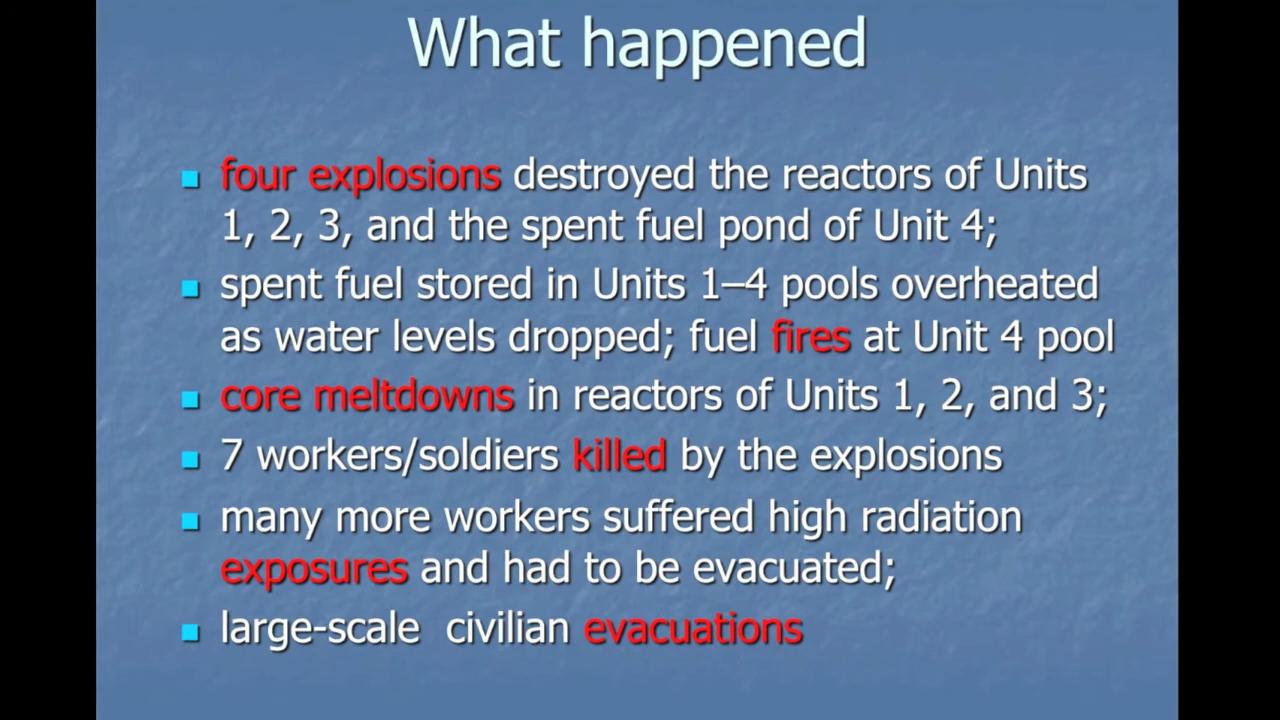 What happened
four explosions destroyed the reactors of Units
1, 2, 3, and the spent fuel pond of Unit 4;
spent fuel stored in Units 1–4 pools overheated
as water levels dropped; fuel fires at Unit 4 pool
core meltdowns in reactors of Units 1, 2, and 3;
7 workers/soldiers killed by the explosions
many more workers suffered high radiation
exposures and had to be evacuated;
large-scale  civilian evacuations